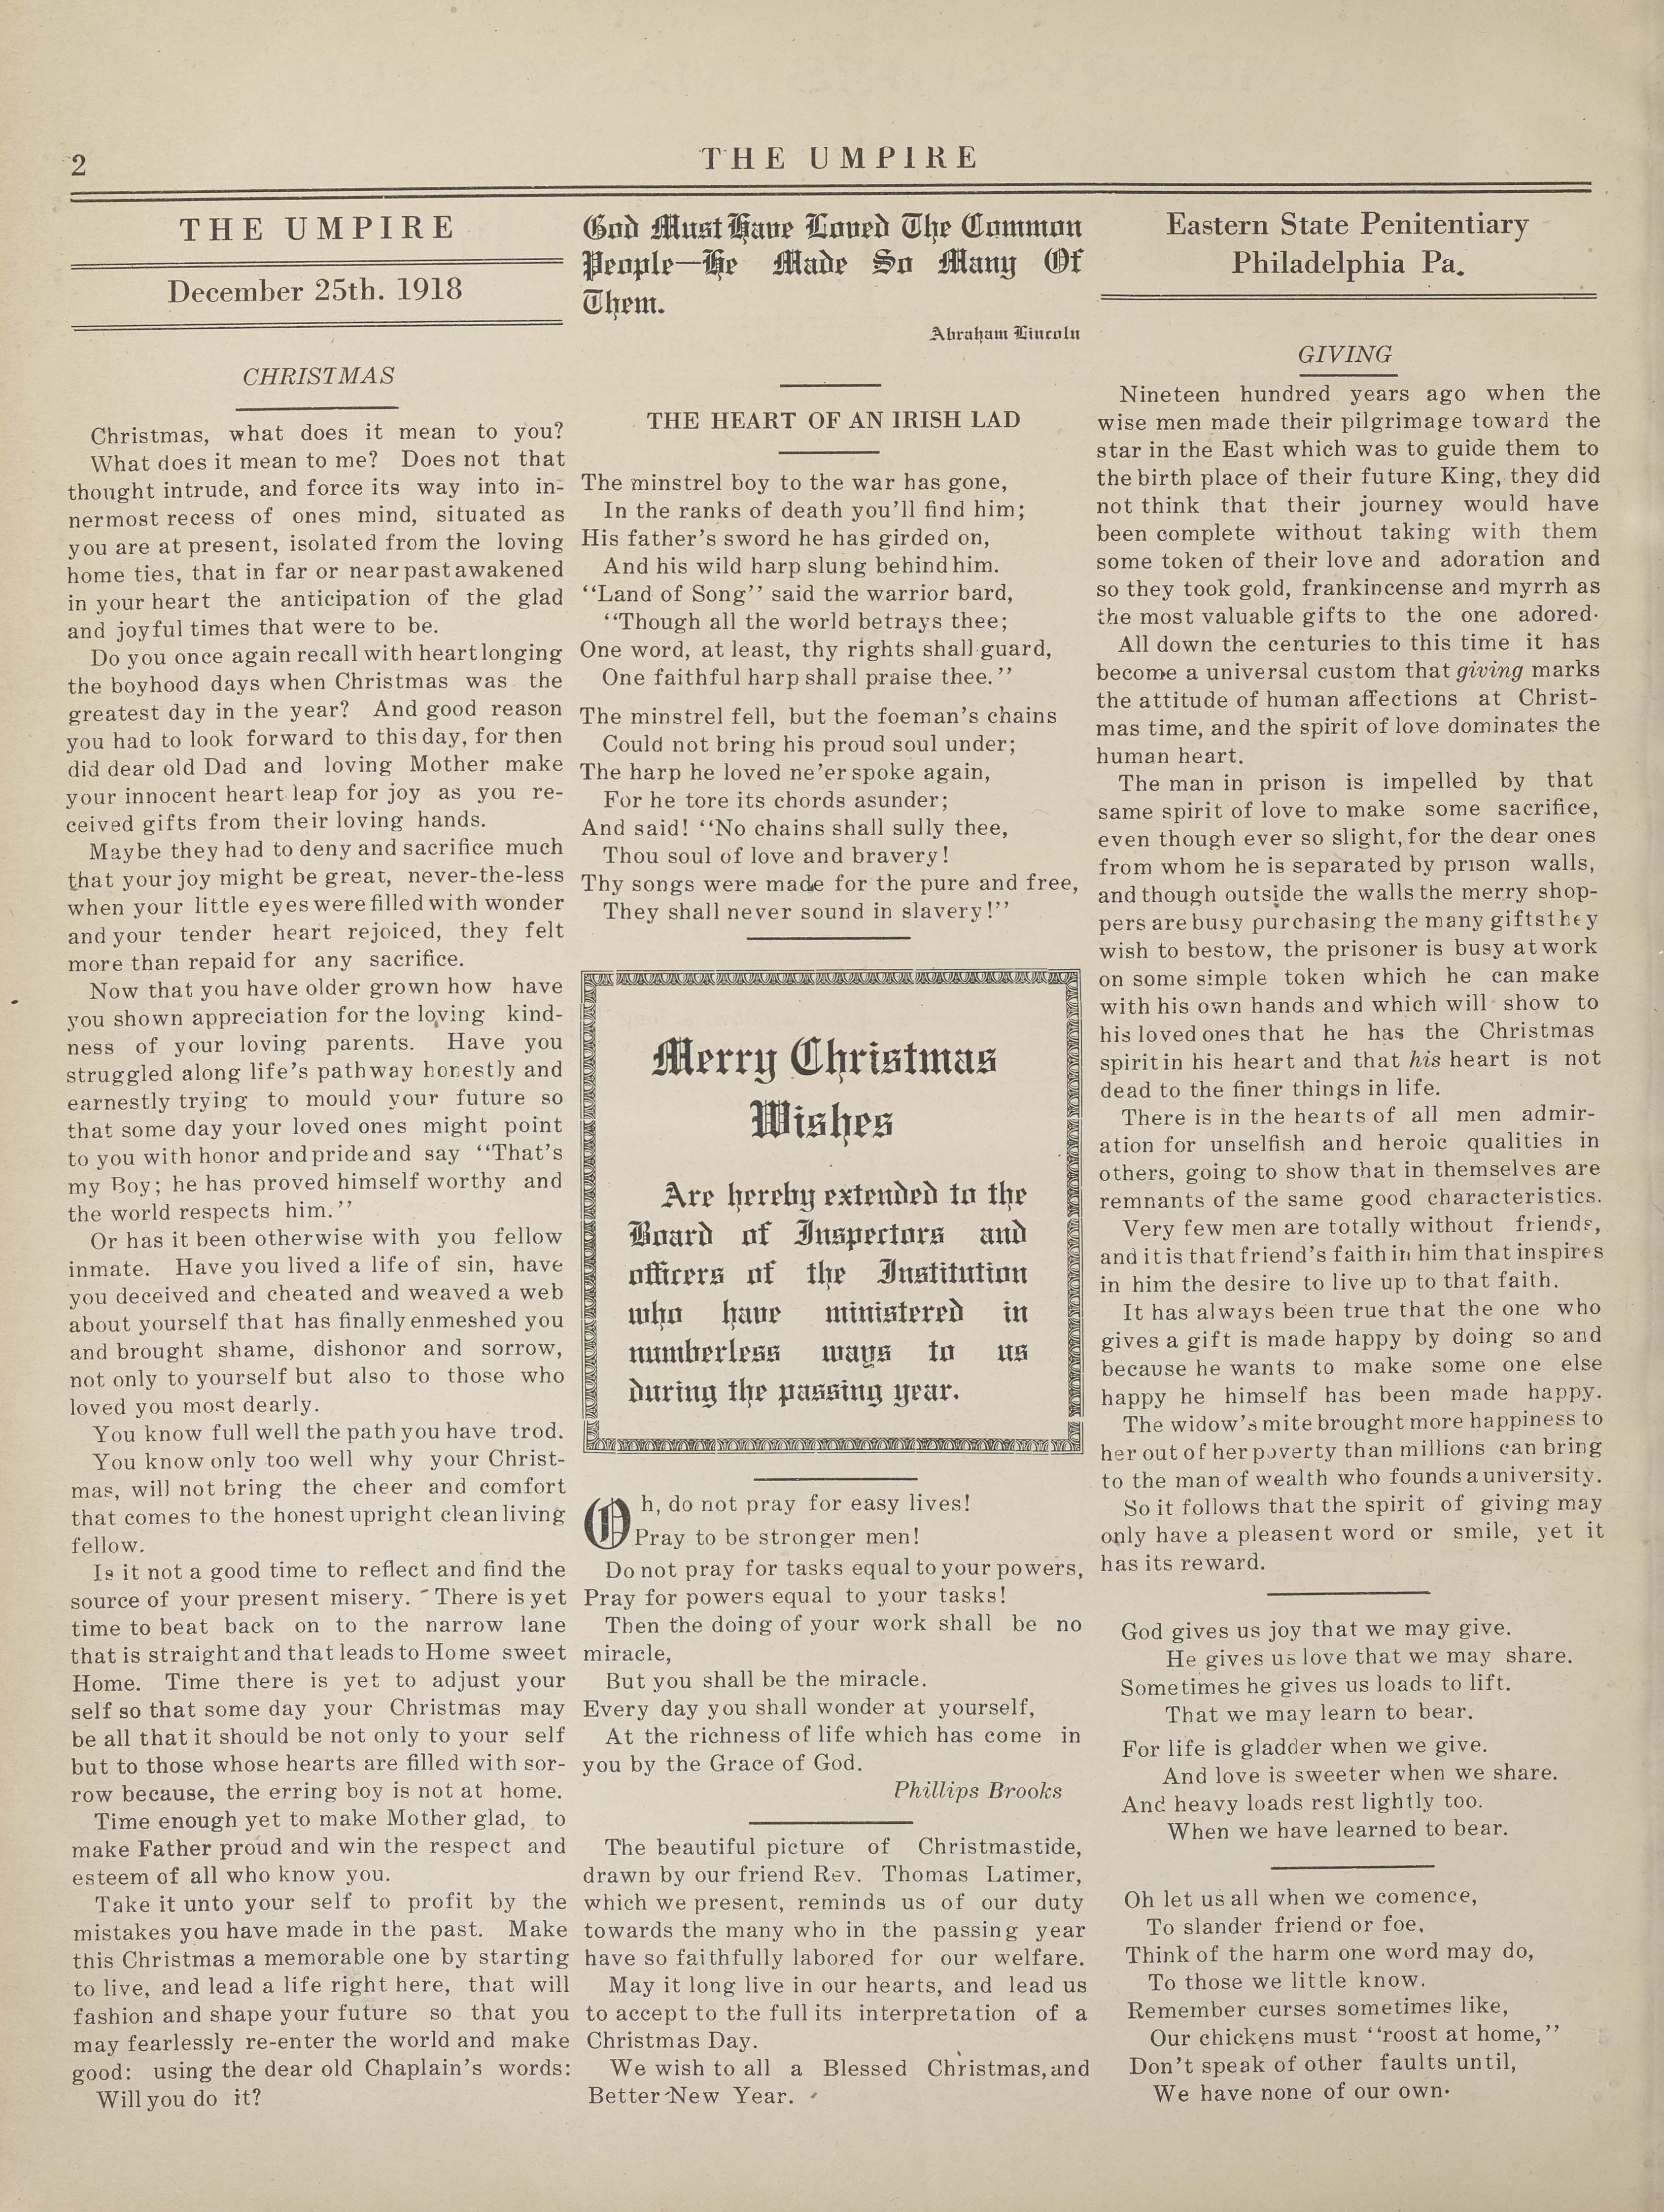 2
THE UMPIRE
THE UMPIRE
December 25th. 1918
CHRISTMAS
Christmas, what does it mean to you?
What does it mean to me? Does not that
thought intrude, and force its way into in-
nermost recess of ones mind, situated as
you are at present, isolated from the loving
home ties, that in far or near past awakened
in your heart the anticipation of the glad
and joyful times that were to be.
Do you once again recall with heart longing
the boyhood days when Christmas was the
greatest day in the year? And good reason
you had to look forward to this day, for then
did dear old Dad and loving Mother make
your innocent heart leap for joy as you re-
ceived gifts from their loving hands.
Maybe they had to deny and sacrifice much
that your joy might be great, never-the-less
when your little eyes were filled with wonder
and your tender heart rejoiced, they felt
more than repaid for any sacrifice.
Now that you have older grown how have
you shown appreciation for the loving kind-
ness of your loving parents. Have you
struggled along life's pathway honestly and
earnestly trying to mould your future so
that some day your loved ones might point
to you with honor and pride and say "That's
my Boy; he has proved himself worthy and
the world respects him."
Or has it been otherwise with you fellow
inmate. Have you lived a life of sin, have
you deceived and cheated and weaved a web
about yourself that has finally enmeshed you
and brought shame, dishonor and sorrow,
not only to yourself but also to those who
loved you most dearly.
You know full well the path you have trod.
You know only too well why your Christ-
mas, will not bring the cheer and comfort
that comes to the honest upright clean living
fellow.
Is it not a good time to reflect and find the
source of your present misery. There is yet
time to beat back on to the narrow lane
that is straight and that leads to Home sweet
Home. Time there is yet to adjust your
self so that some day your Christmas may
be all that it should be not only to your self
but to those whose hearts are filled with sor-
row because, the erring boy is not at home.
Time enough yet to make Mother glad, to
make Father proud and win the respect and
esteem of all who know you.
Take it unto your self to profit by the
mistakes you have made in the past. Make
this Christmas a memorable one by starting
to live, and lead a life right here, that will
fashion and shape your future so that you
may fearlessly re-enter the world and make
good: using the dear old Chaplain's words:
Will you do it?
God Must Have Loved The Common
People—He Made So Many Of
Them.
Abraham Lincoln
THE HEART OF AN IRISH LAD
The minstrel boy to the war has gone,
In the ranks of death you'll find him;
His father's sword he has girded on,
And his wild harp slung behind him.
"Land of Song" said the warrior bard,
"Though all the world betrays thee;
One word, at least, thy rights shall guard,
One faithful harp shall praise thee."
The minstrel fell, but the foeman's chains
Could not bring his proud soul under;
The harp he loved ne'er spoke again,
For he tore its chords asunder;
And said! "No chains shall sully thee,
Thou soul of love and bravery!
Thy songs were made for the pure and free,
They shall never sound in slavery!"
Merry Christmas
Wishes
Are hereby extended to the
Board of Inspectors and
officers of the Institution
who have ministered in
numberless ways to us
during the passing year.
Oh, do not pray for easy lives!
Pray to be stronger men!
Do not pray for tasks equal to your powers,
Pray for powers equal to your tasks!
Then the doing of your work shall be no
miracle,
But you shall be the miracle.
Every day you shall wonder at yourself,
At the richness of life which has come in
you by the Grace of God.
Phillips Brooks
The beautiful picture of Christmastide,
drawn by our friend Rev. Thomas Latimer,
which we present, reminds us of our duty
towards the many who in the passing year
have so faithfully labored for our welfare.
May it long live in our hearts, and lead us
to accept to the full its interpretation of a
Christmas Day.
We wish to all a Blessed Christmas, and
Better New Year.
Eastern State Penitentiary
Philadelphia Pa.
GIVING
Nineteen hundred years ago when the
wise men made their pilgrimage toward the
star in the East which was to guide them to
the birth place of their future King, they did
not think that their journey would have
been complete without taking with them
some token of their love and adoration and
so they took gold, frankincense and myrrh as
the most valuable gifts to the one adored.
All down the centuries to this time it has
become a universal custom that giving marks
the attitude of human affections at Christ-
mas time, and the spirit of love dominates the
human heart.
The man in prison is impelled by that
same spirit of love to make some sacrifice,
even though ever so slight, for the dear ones
from whom he is separated by prison walls,
and though outside the walls the merry shop-
pers are busy purchasing the many gifts they
wish to bestow, the prisoner is busy at work
on some simple token which he can make
with his own hands and which will show to
his loved ones that he has the Christmas
spirit in his heart and that his heart is not
dead to the finer things in life.
There is in the hearts of all men admir-
ation for unselfish and heroic qualities in
others, going to show that in themselves are
remnants of the same good characteristics.
Very few men are totally without friends,
and it is that friend's faith in him that inspires
in him the desire to live up to that faith.
It has always been true that the one who
gives a gift is made happy by doing so and
because he wants to make some one else
happy he himself has been made happy.
The widow's mite brought more happiness to
her out of her poverty than millions can bring
to the man of wealth who founds a university.
So it follows that the spirit of giving may
only have a pleasent word or smile, yet it
has its reward.
God gives us joy that we may give.
He gives us love that we may share.
Sometimes he gives us loads to lift.
That we may learn to bear.
For life is gladder when we give.
And love is sweeter when we share.
And heavy loads rest lightly too.
When we have learned to bear.
Oh let us all when we comence,
To slander friend or foe,
Think of the harm one word may do,
To those we little know.
Remember curses sometimes like,
Our chickens must "roost at home,"
Don't speak of other faults until,
We have none of our own.